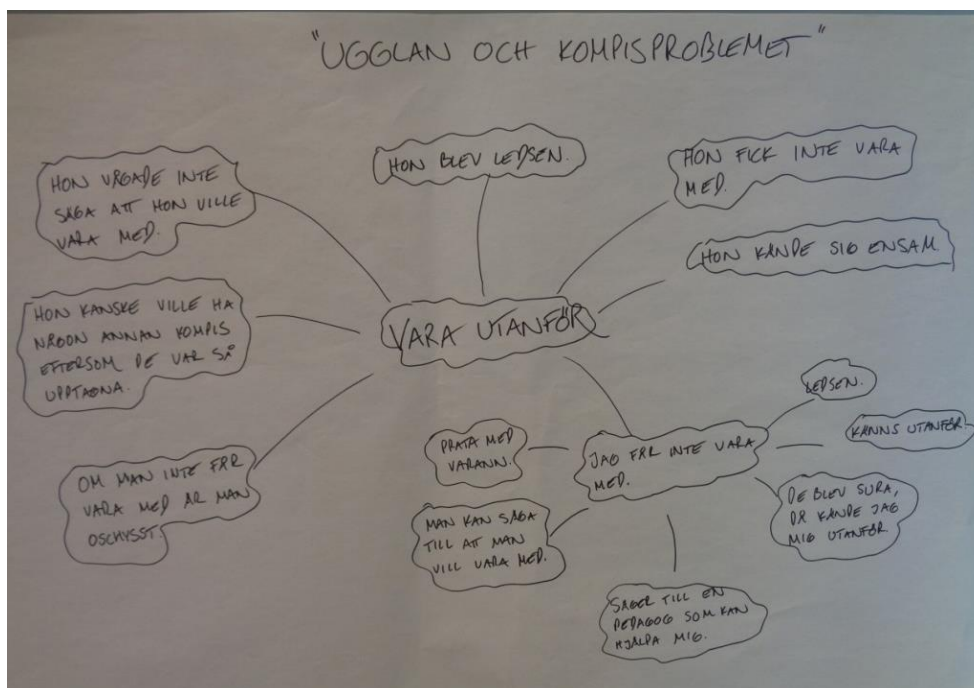 "UGGLAN OCH KOMPISPROBLEMET"
HON VÅGADE INTE
SÄGA ATT HON VILLE
VARA MED.
HON BLEV LEDSEN.
HON FICK INTE VARA
MED.
HON KÄNDE SIG ENSAM.
HON KANSKE VILLE HA
NÅGON ANNAN KOMPIS
EFTERSOM DE VAR SÅ
UPPTAGNA.
VARA UTANFÖR
OM MAN INTE FÅR
VARA MED ÄR MAN
OSCHYSST.
JAG FÅR INTE VARA
MED.
LEDSEN.
KÄNNS UTANFÖR
DE BLEV SURA,
DÅ KÄNDE JAG
MIG UTANFÖR.
PRATA MED
VARANN.
MAN KAN SÄGA
TILL ATT MAN
VILL VARA MED.
SÄGER TILL EN
PEDAGOG SOM KAN
HJÄLPA MIG.